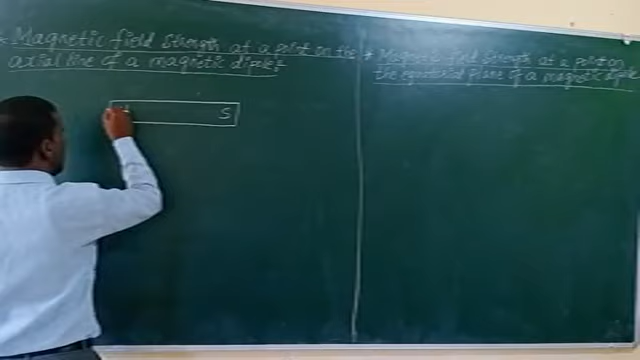 * Magnetic field strength at a point on the
axial line of a magnetic dipole:-
* Magnetic field strength at a point on
the equatorial plane of a magnetic dipole
S